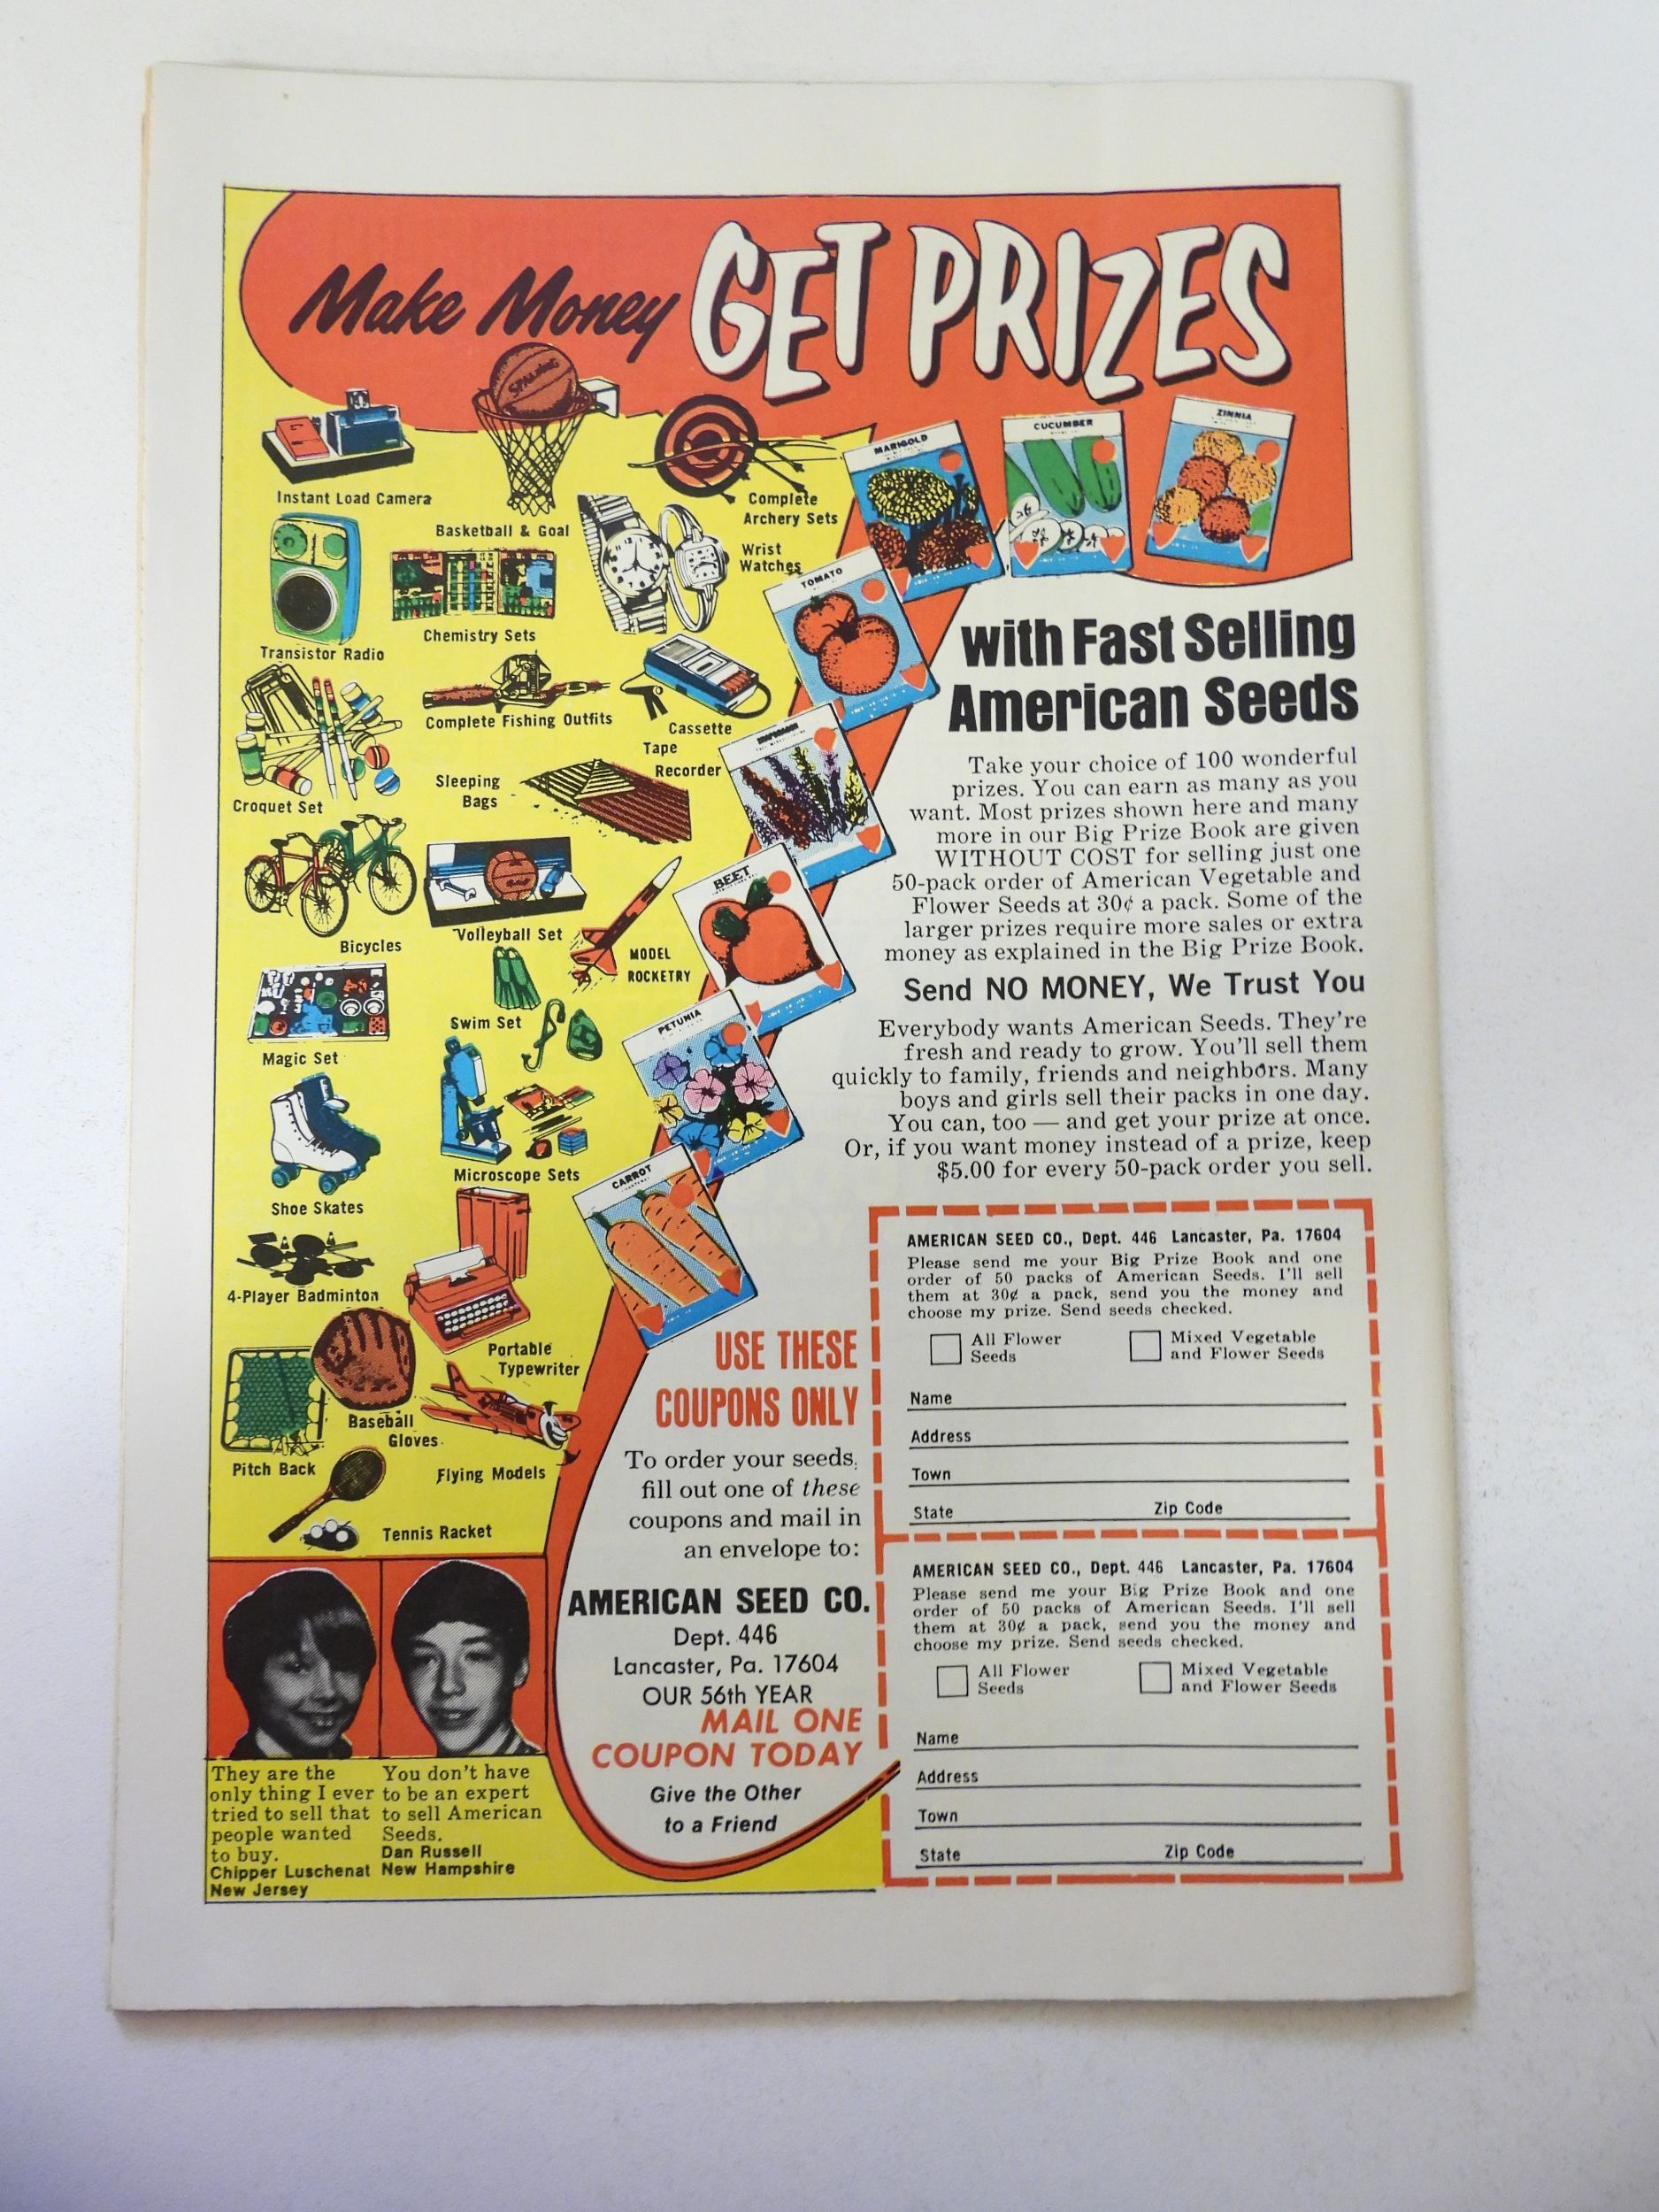 Make Money GET PRIZES
SPALDING
Instant Load Camera
Basketball & Goal
Complete
Archery Sets
Wrist
Watches
Transistor Radio
Chemistry Sets
Complete Fishing Outfits
Cassette
Tape
Recorder
Croquet Set
Sleeping
Bags
Bicycles
Volleyball Set
MODEL
ROCKETRY
Swim Set
Magic Set
Microscope Sets
Shoe Skates
4-Player Badminton
Portable
Typewriter
Baseball
Gloves
Pitch Back
Flying Models
Tennis Racket
MARIGOLD
CUCUMBER
ZINNIA
TOMATO
BEET
PETUNIA
CARROT
with Fast Selling
American Seeds
Take your choice of 100 wonderful
prizes. You can earn as many as you
want. Most prizes shown here and many
more in our Big Prize Book are given
WITHOUT COST for selling just one
50-pack order of American Vegetable and
Flower Seeds at 30¢ a pack. Some of the
larger prizes require more sales or extra
money as explained in the Big Prize Book.
Send NO MONEY, We Trust You
Everybody wants American Seeds. They're
fresh and ready to grow. You'll sell them
quickly to family, friends and neighbors. Many
boys and girls sell their packs in one day.
You can, too — and get your prize at once.
Or, if you want money instead of a prize, keep
$5.00 for every 50-pack order you sell.
USE THESE
COUPONS ONLY
To order your seeds,
fill out one of these
coupons and mail in
an envelope to:
AMERICAN SEED CO.
Dept. 446
Lancaster, Pa. 17604
OUR 56th YEAR
MAIL ONE
COUPON TODAY
Give the Other
to a Friend
AMERICAN SEED CO., Dept. 446 Lancaster, Pa. 17604
Please send me your Big Prize Book and one
order of 50 packs of American Seeds. I'll sell
them at 30¢ a pack, send you the money and
choose my prize. Send seeds checked.
All Flower
Seeds
Mixed Vegetable
and Flower Seeds
Name
Address
Town
State Zip Code
AMERICAN SEED CO., Dept. 446 Lancaster, Pa. 17604
Please send me your Big Prize Book and one
order of 50 packs of American Seeds. I'll sell
them at 30¢ a pack, send you the money and
choose my prize. Send seeds checked.
All Flower
Seeds
Mixed Vegetable
and Flower Seeds
Name
Address
Town
State Zip Code
They are the
only thing I ever
tried to sell that
people wanted
to buy.
Chipper Luschenat
New Jersey
You don't have
to be an expert
to sell American
Seeds.
Dan Russell
New Hampshire